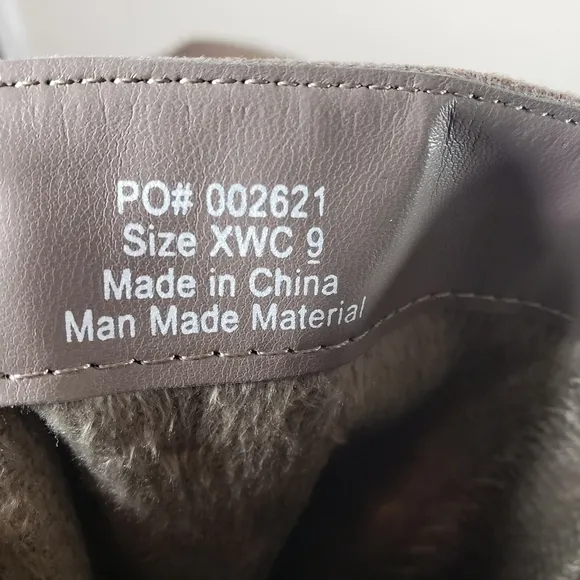 PO# 002621
Size XWC 9
Made in China
Man Made Material